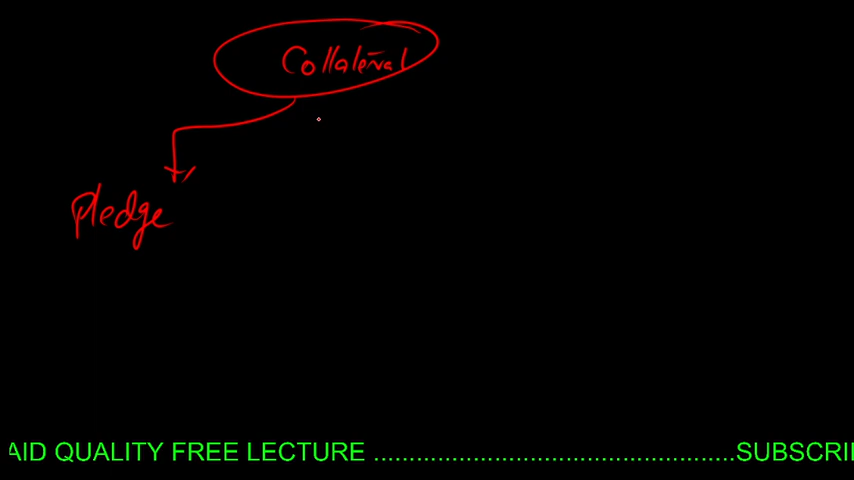 Collateral
pledge
AID QUALITY FREE LECTURE ..................................................SUBSCRI